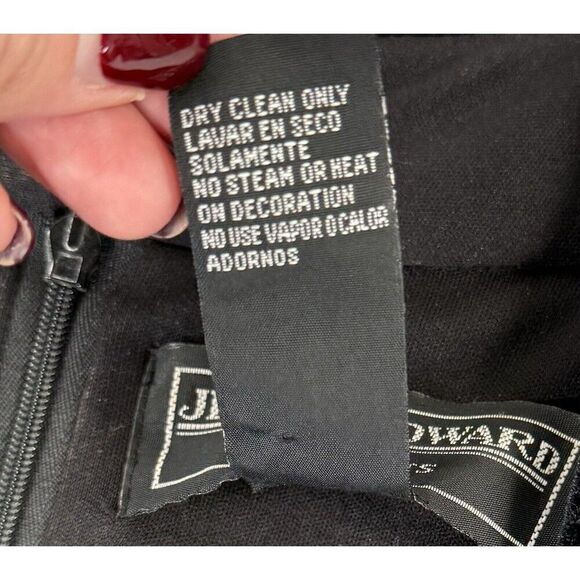 DRY CLEAN ONLY
LAVAR EN SECO
SOLAMENTE
NO STEAM OR HEAT
ON DECORATION
NO USE VAPOR O CALOR
ADORNOS